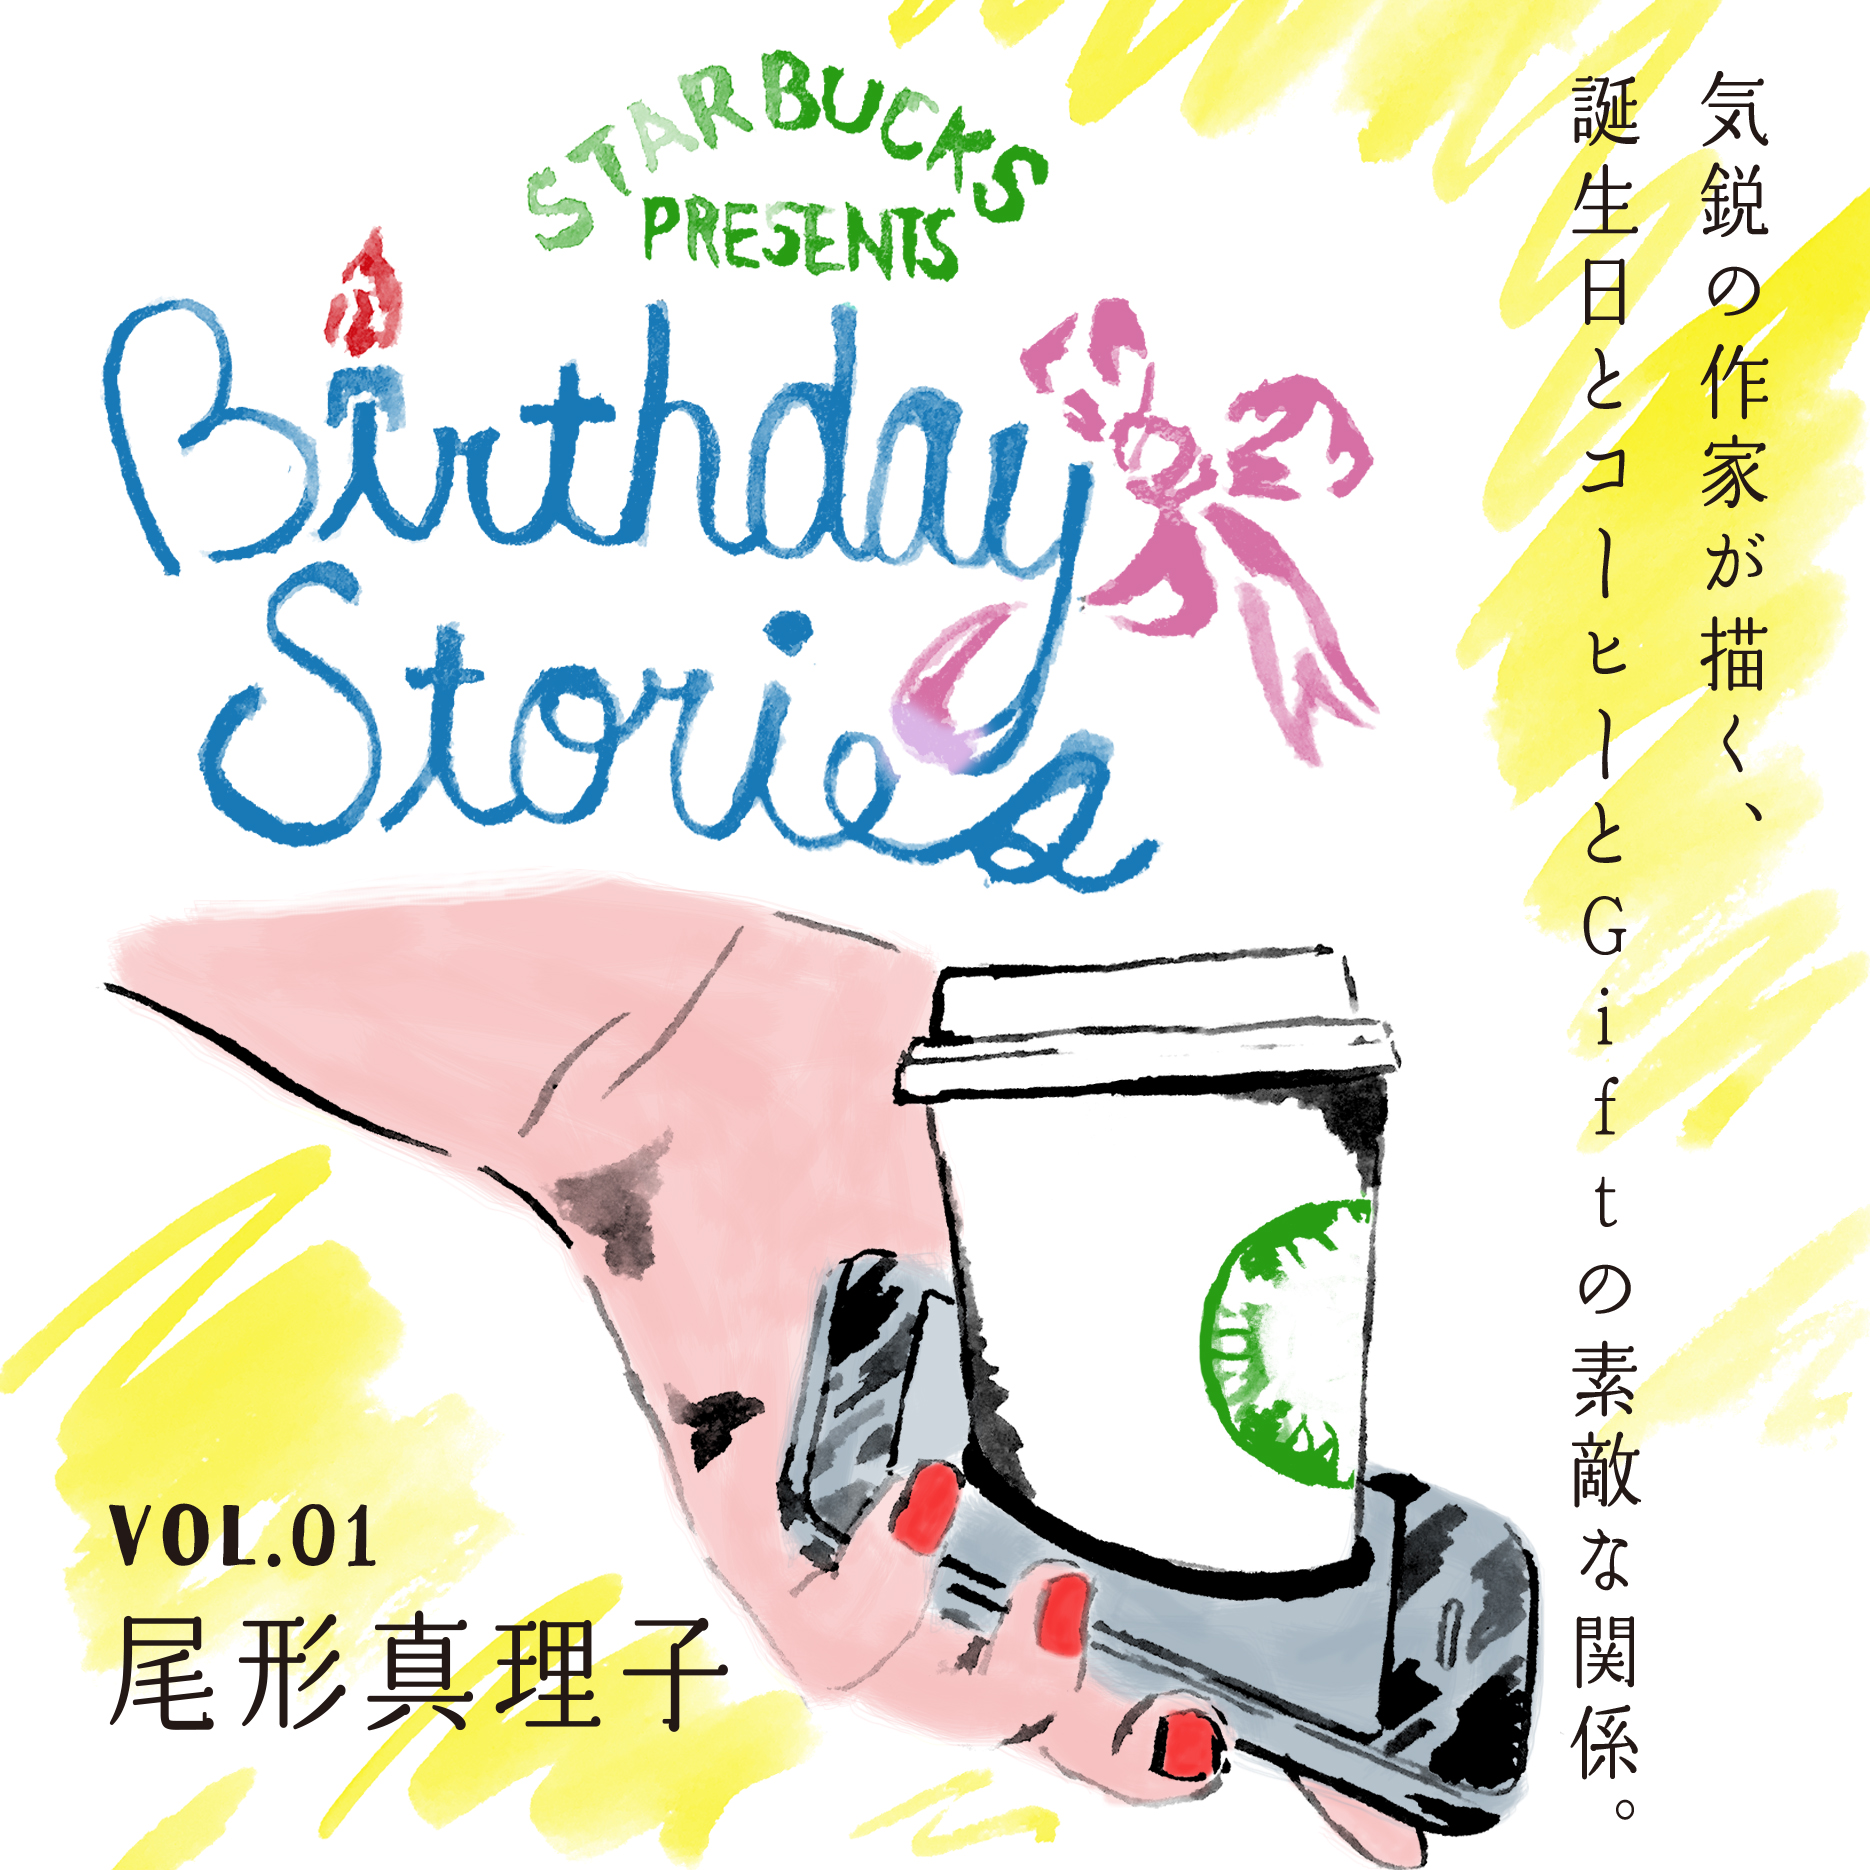 STARBUCKS
PRESENTS
Birthday
Stories
気鋭の作家が描く、
誕生日とコーヒーとGiftの素敵な関係。
VOL.01
尾形真理子